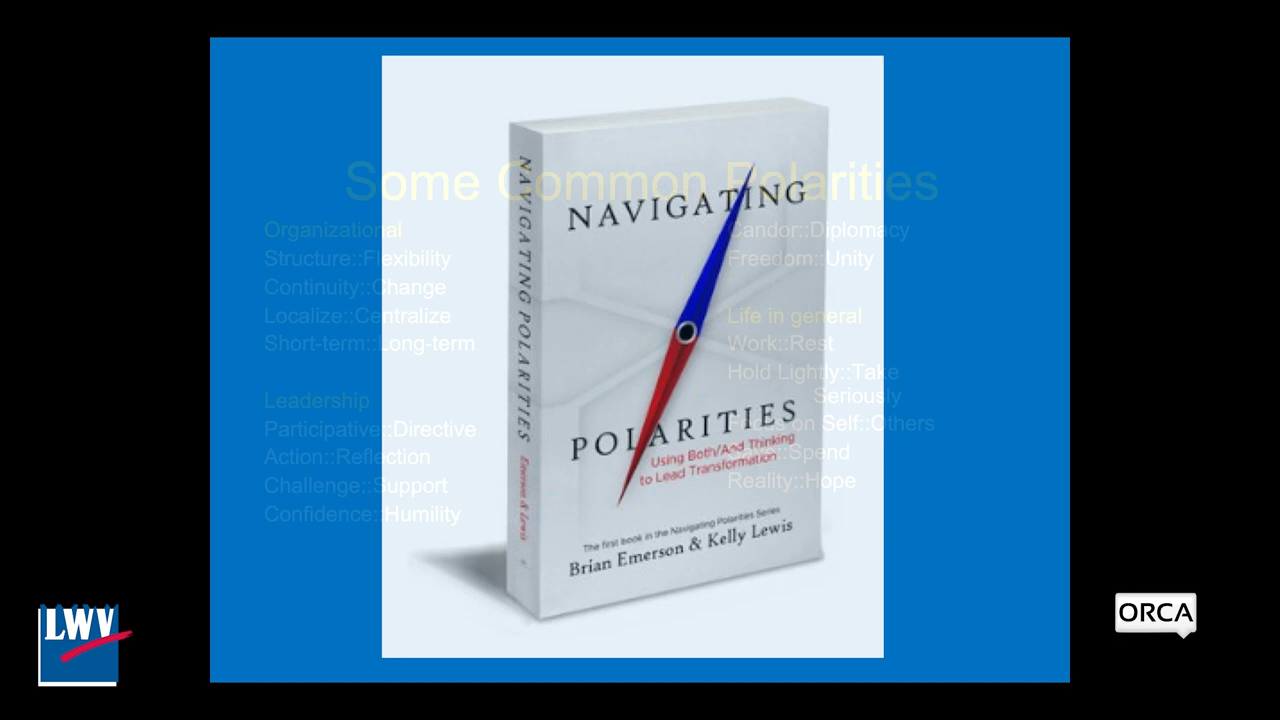 Some Common Polarities
Organizational
Structure::Flexibility
Continuity::Change
Localize::Centralize
Short-term::Long-term
Leadership
Participative::Directive
Action::Reflection
Challenge::Support
Confidence::Humility
Candor::Diplomacy
Freedom::Unity
Life in general
Work::Rest
Hold Lightly::Take
Seriously
Focus on Self::Others
::Spend
Reality::Hope
NAVIGATING POLARITIES Emerson & Lewis
NAVIGATING
POLARITIES
Using Both/And Thinking
to Lead Transformation
The first book in the Navigating Polarities Series
Brian Emerson & Kelly Lewis
LWV
ORCA